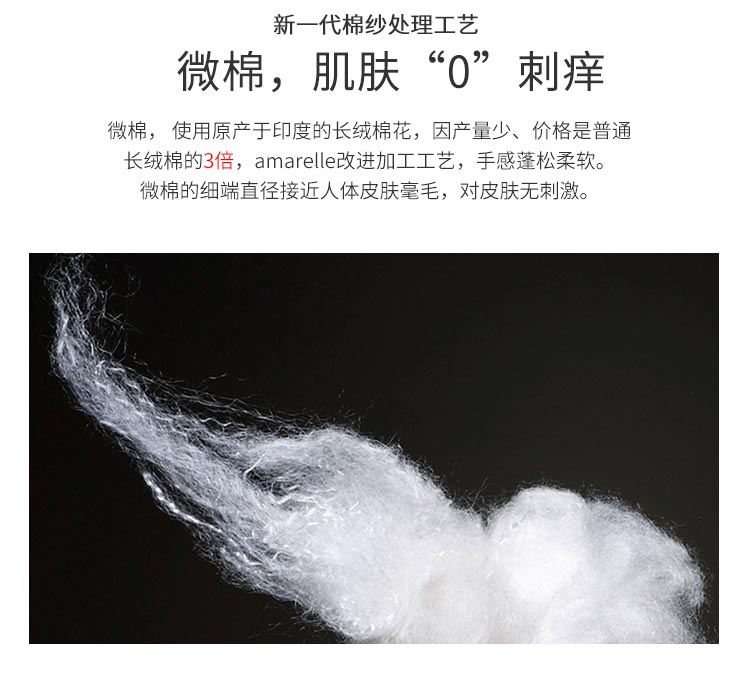 新一代棉纱处理工艺
微棉，肌肤“0”刺痒
微棉， 使用原产于印度的长绒棉花，因产量少、价格是普通
长绒棉的3倍，amarelle改进加工工艺，手感蓬松柔软。
微棉的细端直径接近人体皮肤毫毛，对皮肤无刺激。